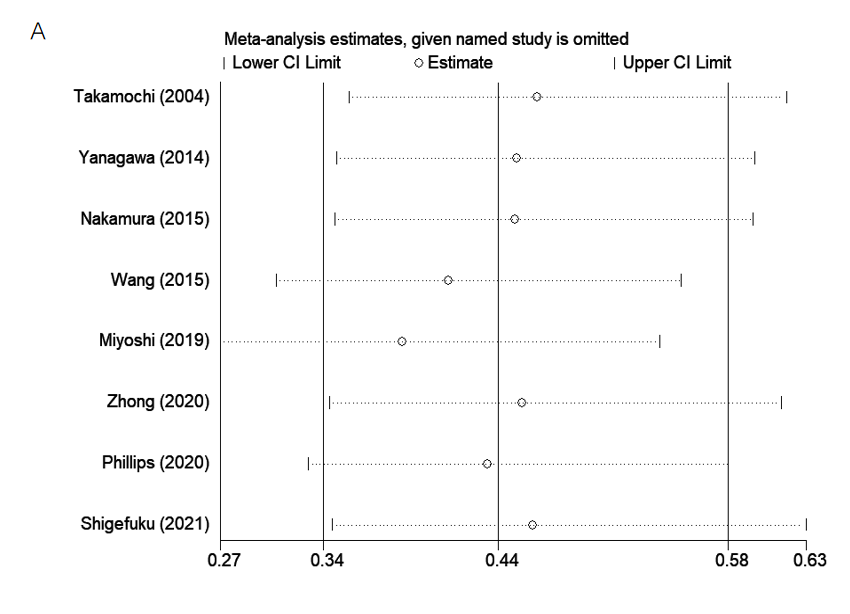 A
Meta-analysis estimates, given named study is omitted
| Lower CI Limit ○ Estimate | Upper CI Limit
Takamochi (2004)
Yanagawa (2014)
Nakamura (2015)
Wang (2015)
Miyoshi (2019)
Zhong (2020)
Phillips (2020)
Shigefuku (2021)
0.27 0.34 0.44 0.58 0.63